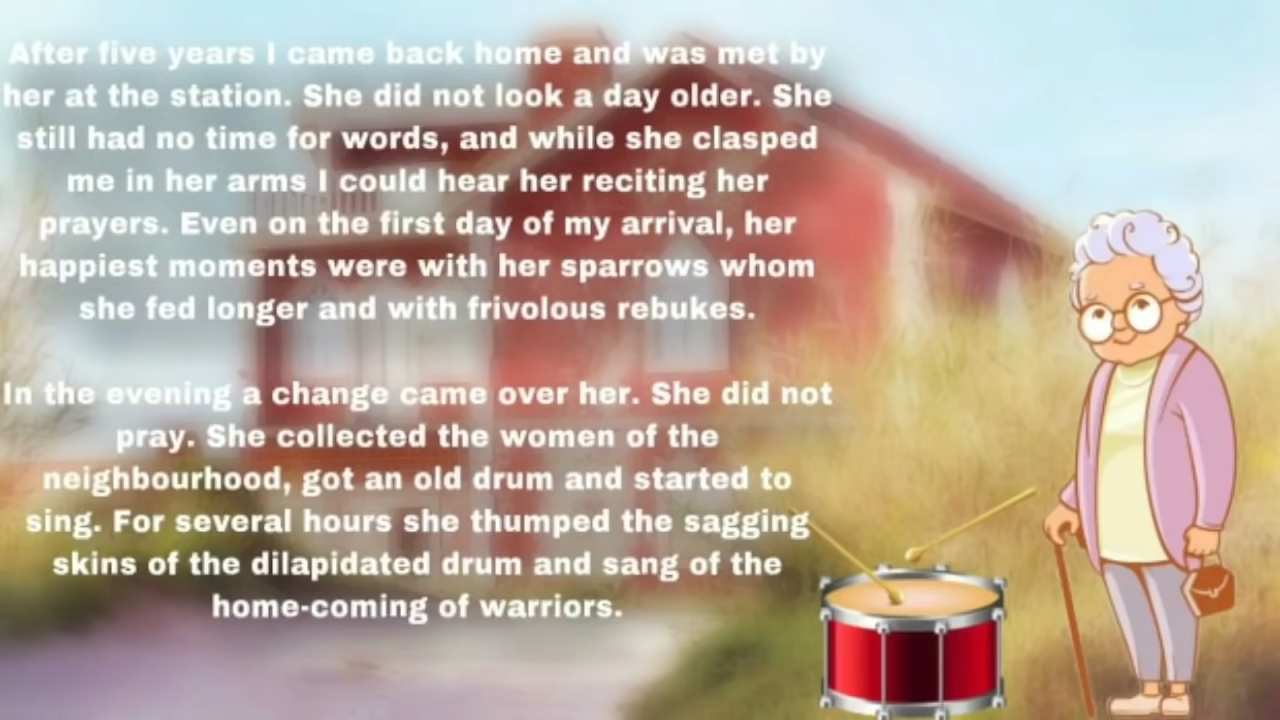 After five years I came back home and was met by
her at the station. She did not look a day older. She
still had no time for words, and while she clasped
me in her arms I could hear her reciting her
prayers. Even on the first day of my arrival, her
happiest moments were with her sparrows whom
she fed longer and with frivolous rebukes.
In the evening a change came over her. She did not
pray. She collected the women of the
neighbourhood, got an old drum and started to
sing. For several hours she thumped the sagging
skins of the dilapidated drum and sang of the
home-coming of warriors.